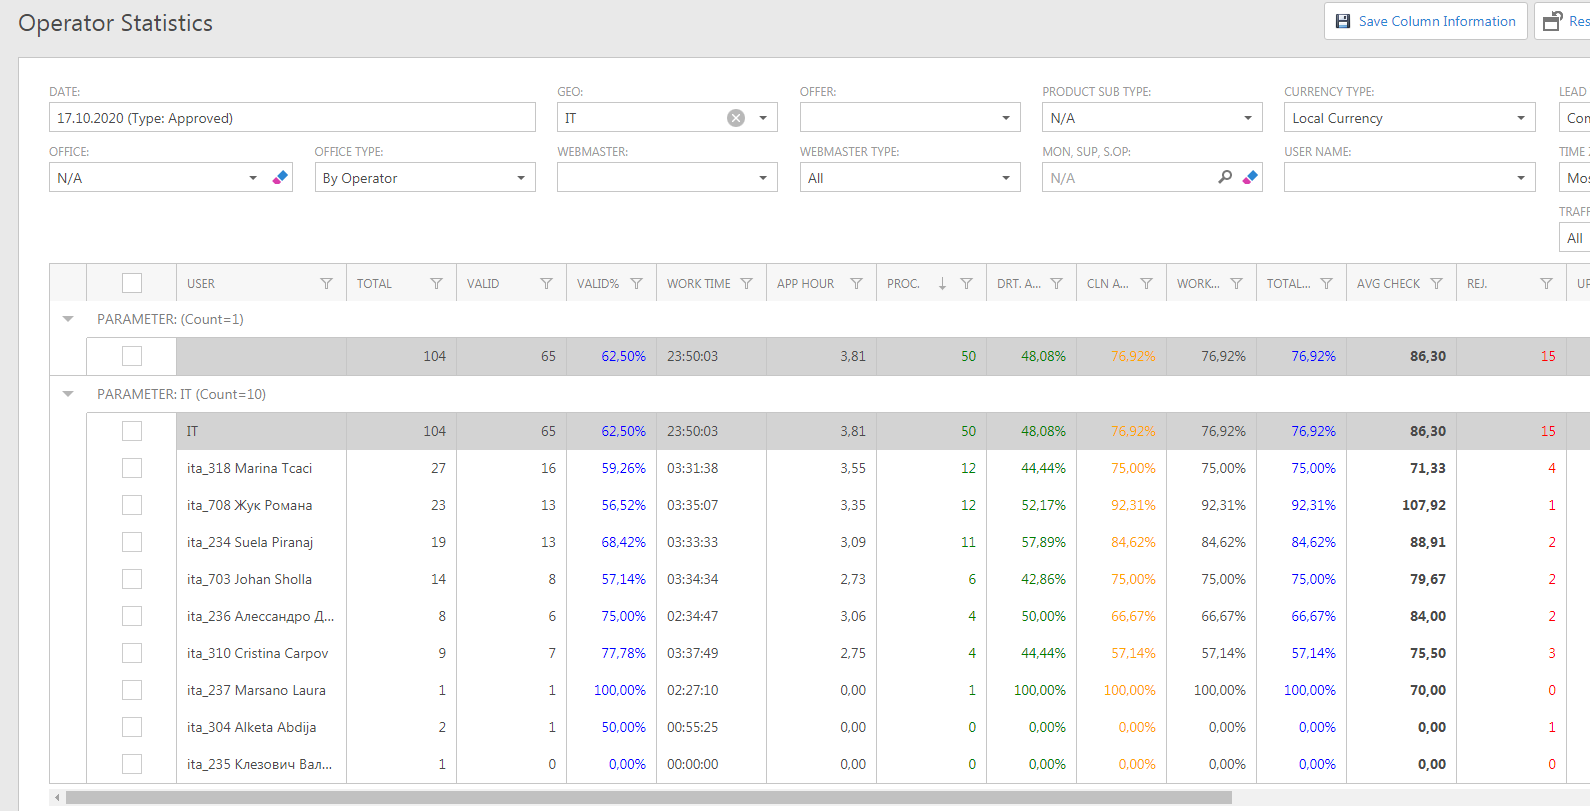 Operator Statistics
Save Column Information
DATE: GEO: OFFER: PRODUCT SUB TYPE: CURRENCY TYPE: LEAD
17.10.2020 (Type: Approved) IT N/A Local Currency
OFFICE: OFFICE TYPE: WEBMASTER: WEBMASTER TYPE: MON, SUP, S.OP: USER NAME: TIME
N/A By Operator All N/A
All
USER TOTAL VALID VALID% WORK TIME APP HOUR PROC. DRT. A... CLN A... WORK... TOTAL... AVG CHECK REJ.
PARAMETER: (Count=1)
104 65 62,50% 23:50:03 3,81 50 48,08% 76,92% 76,92% 76,92% 86,30 15
PARAMETER: IT (Count=10)
IT 104 65 62,50% 23:50:03 3,81 50 48,08% 76,92% 76,92% 76,92% 86,30 15
ita_318 Marina Tcaci 27 16 59,26% 03:31:38 3,55 12 44,44% 75,00% 75,00% 75,00% 71,33 4
ita_708 Жук Романа 23 13 56,52% 03:35:07 3,35 12 52,17% 92,31% 92,31% 92,31% 107,92 1
ita_234 Suela Piranaj 19 13 68,42% 03:33:33 3,09 11 57,89% 84,62% 84,62% 84,62% 88,91 2
ita_703 Johan Sholla 14 8 57,14% 03:34:34 2,73 6 42,86% 75,00% 75,00% 75,00% 79,67 2
ita_236 Алессандро Д... 8 6 75,00% 02:34:47 3,06 4 50,00% 66,67% 66,67% 66,67% 84,00 2
ita_310 Cristina Carpov 9 7 77,78% 03:37:49 2,75 4 44,44% 57,14% 57,14% 57,14% 75,50 3
ita_237 Marsano Laura 1 1 100,00% 02:27:10 0,00 1 100,00% 100,00% 100,00% 100,00% 70,00 0
ita_304 Alketa Abdija 2 1 50,00% 00:55:25 0,00 0 0,00% 0,00% 0,00% 0,00% 0,00 1
ita_235 Клезович Вал... 1 0 0,00% 00:00:00 0,00 0 0,00% 0,00% 0,00% 0,00% 0,00 0